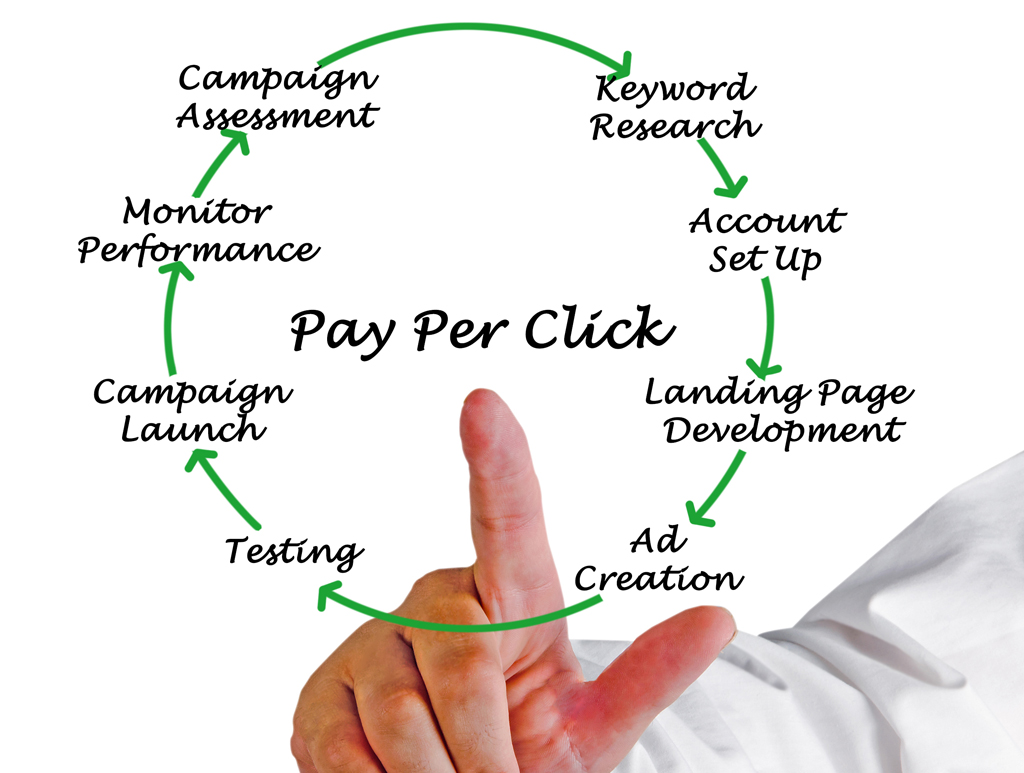 Campaign
Assessment
Keyword
Research
Account
Set Up
Landing Page
Development
Ad
Creation
Testing
Campaign
Launch
Monitor
Performance
Pay Per Click